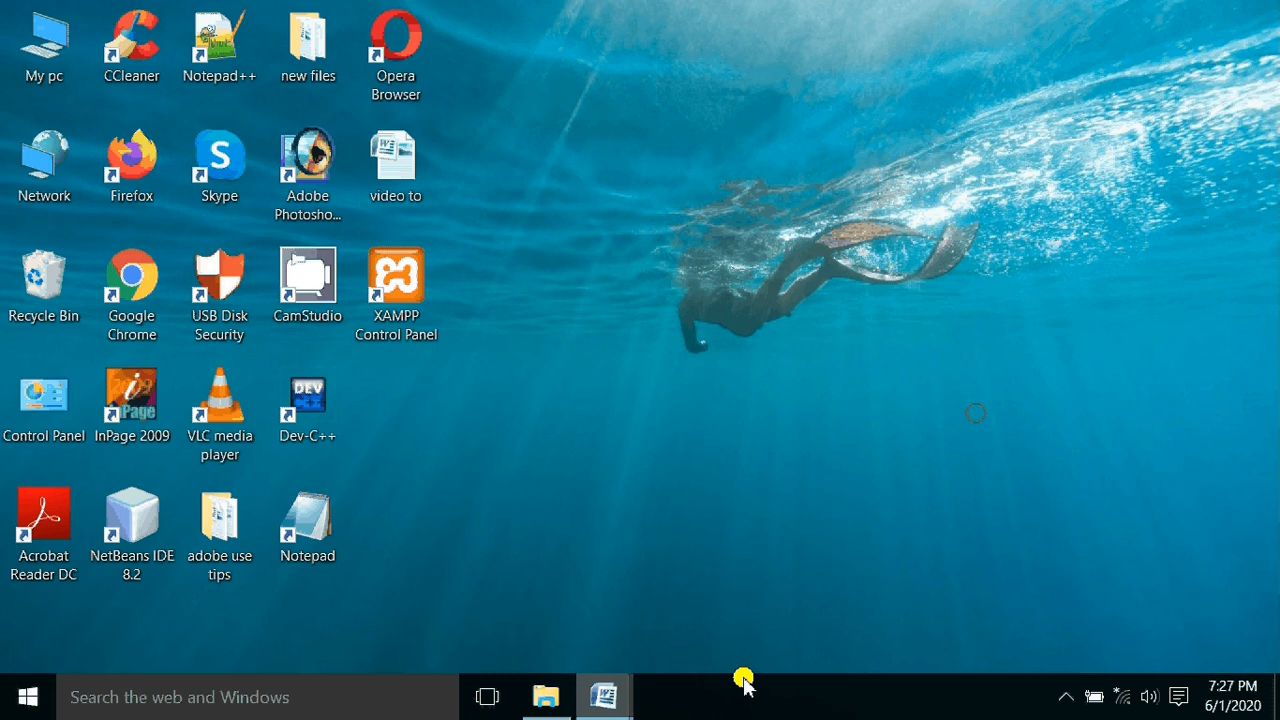 My pc
CCleaner
Notepad++
new files
Opera
Browser
Network
Firefox
Skype
Adobe
Photosho...
video to
Recycle Bin
Google
Chrome
USB Disk
Security
CamStudio
XAMPP
Control Panel
Control Panel
InPage 2009
VLC media
player
Dev-C++
Acrobat
Reader DC
NetBeans IDE
8.2
adobe use
tips
Notepad
Search the web and Windows
7:27 PM
6/1/2020